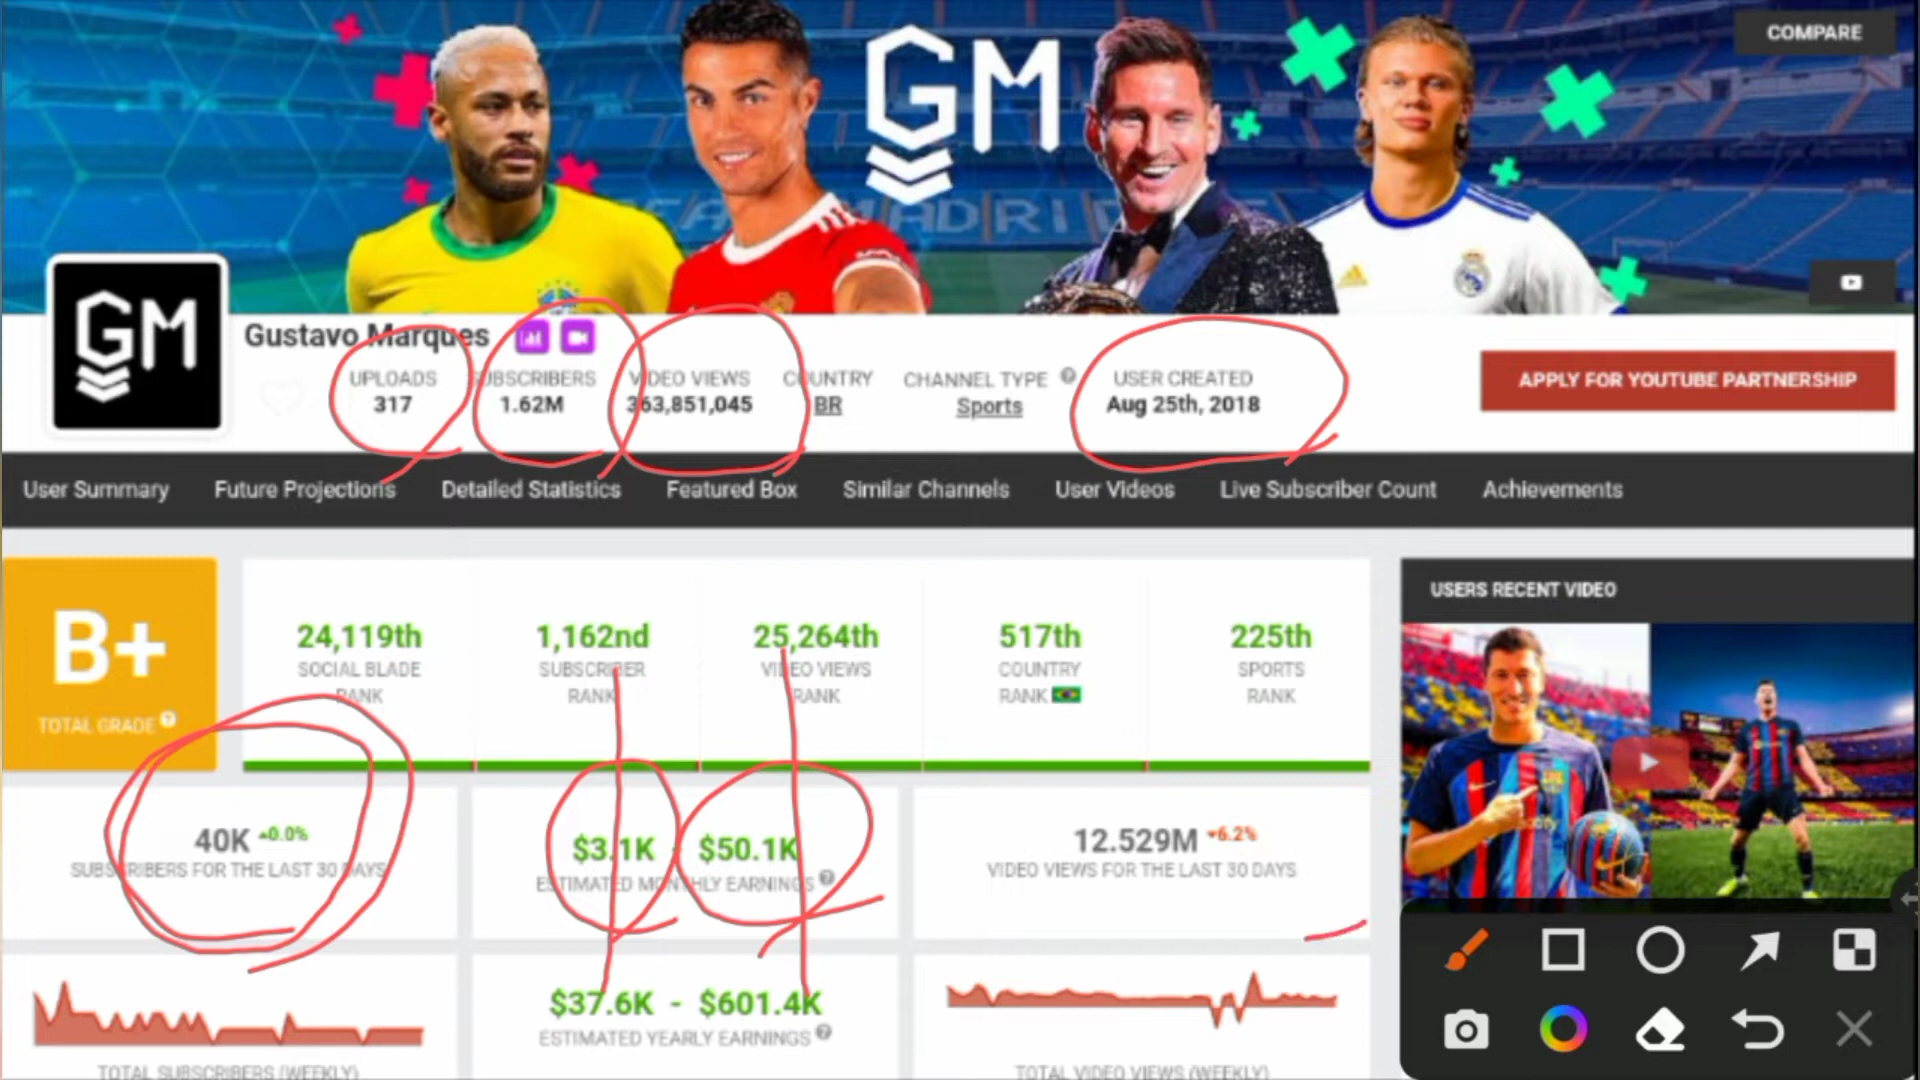 COMPARE
GM
GM
Gustavo Marques
UPLOADS
317
SUBSCRIBERS
1.62M
VIDEO VIEWS
363,851,045
COUNTRY
BR
CHANNEL TYPE
Sports
USER CREATED
Aug 25th, 2018
APPLY FOR YOUTUBE PARTNERSHIP
User Summary
Future Projections
Detailed Statistics
Featured Box
Similar Channels
User Videos
Live Subscriber Count
Achievements
B+
TOTAL GRADE
24,119th
SOCIAL BLADE
RANK
1,162nd
SUBSCRIBER
RANK
25,264th
VIDEO VIEWS
RANK
517th
COUNTRY
RANK
225th
SPORTS
RANK
USERS RECENT VIDEO
40K 0.0%
SUBSCRIBERS FOR THE LAST 30 DAYS
$3.1K - $50.1K
ESTIMATED MONTHLY EARNINGS
12.529M 6.2%
VIDEO VIEWS FOR THE LAST 30 DAYS
$37.6K - $601.4K
ESTIMATED YEARLY EARNINGS
TOTAL SUBSCRIBERS (WEEKLY)
TOTAL VIDEO VIEWS (WEEKLY)